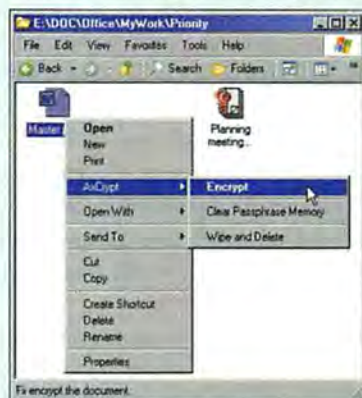 E:\DOC\Office\MyWork\Priority
File Edit View Favorites Tools Help
Back Search Folders
Master
Planning
meeting...
Open
New
Print
AxCrypt
Open With
Send To
Cut
Copy
Create Shortcut
Delete
Rename
Properties
Encrypt
Clear Passphrase Memory
Wipe and Delete
encrypt the document.